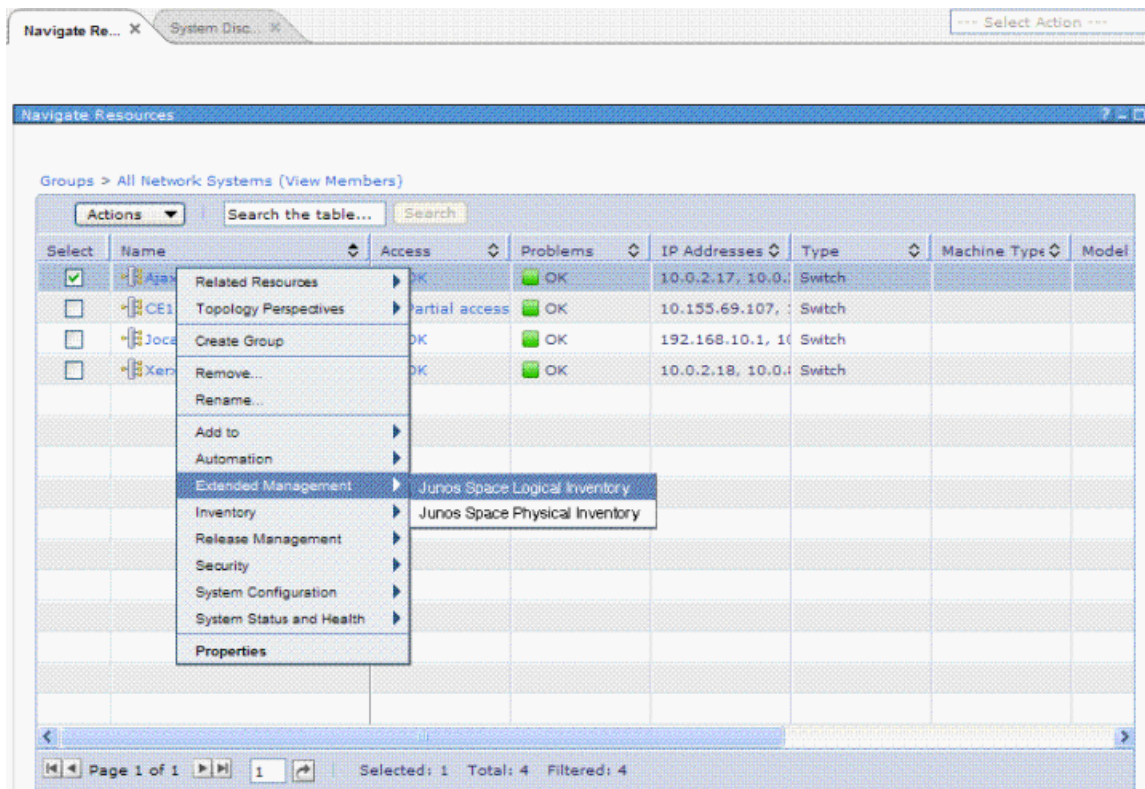 Navigate Re... X System Disc... X --- Select Action ---
Navigate Resources ? -
Groups > All Network Systems (View Members)
Actions Search the table... Search
Select Name Access Problems IP Addresses Type Machine Type Model
Ajax OK 10.0.2.17, 10.0. Switch
CE1 Partial access OK 10.155.69.107, Switch
Joca OK 192.168.10.1, 10 Switch
Xerx OK 10.0.2.18, 10.0. Switch
Related Resources
Topology Perspectives
Create Group
Remove...
Rename...
Add to
Automation
Extended Management
Junos Space Logical Inventory
Inventory
Junos Space Physical Inventory
Release Management
Security
System Configuration
System Status and Health
Properties
Page 1 of 1 1 Selected: 1 Total: 4 Filtered: 4